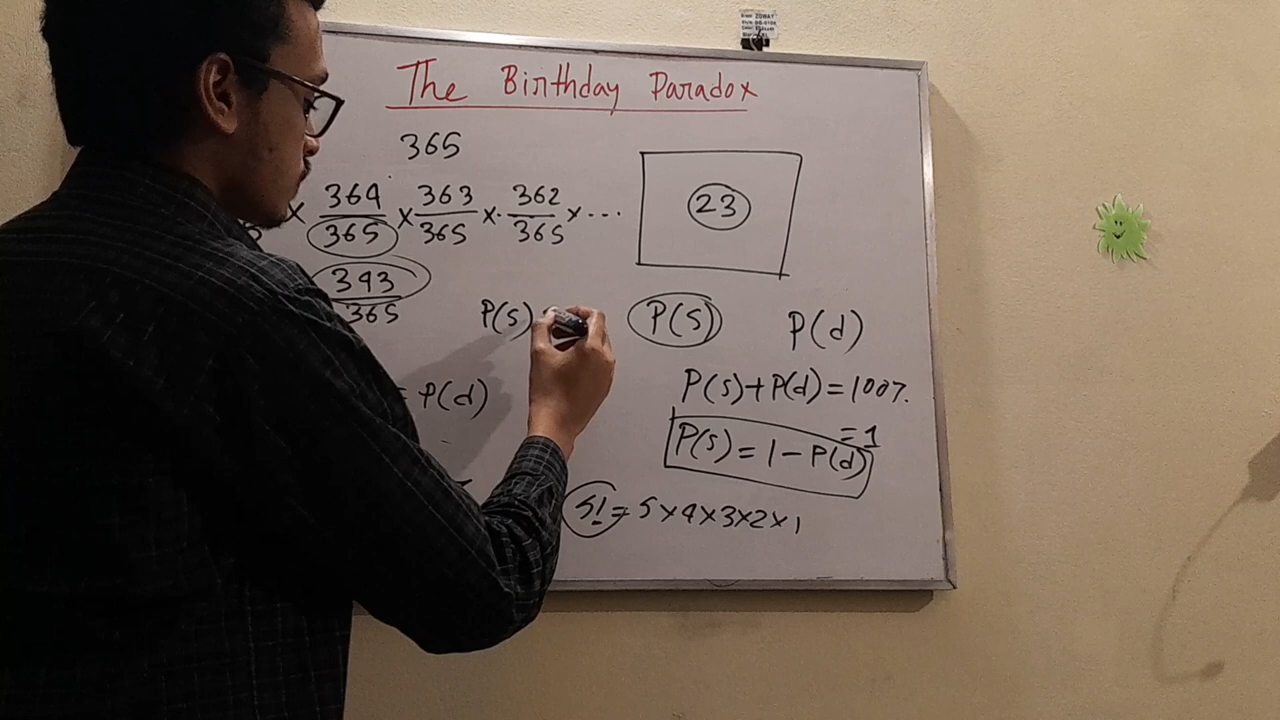 The Birthday Paradox
365
× 364/365 × 363/365 × 362/365 × ...
23
343/365
P(s)
P(s)
P(d)
= P(d)
P(s)+P(d)=100%.
=1
P(s)=1-P(d)
5!=5×4×3×2×1